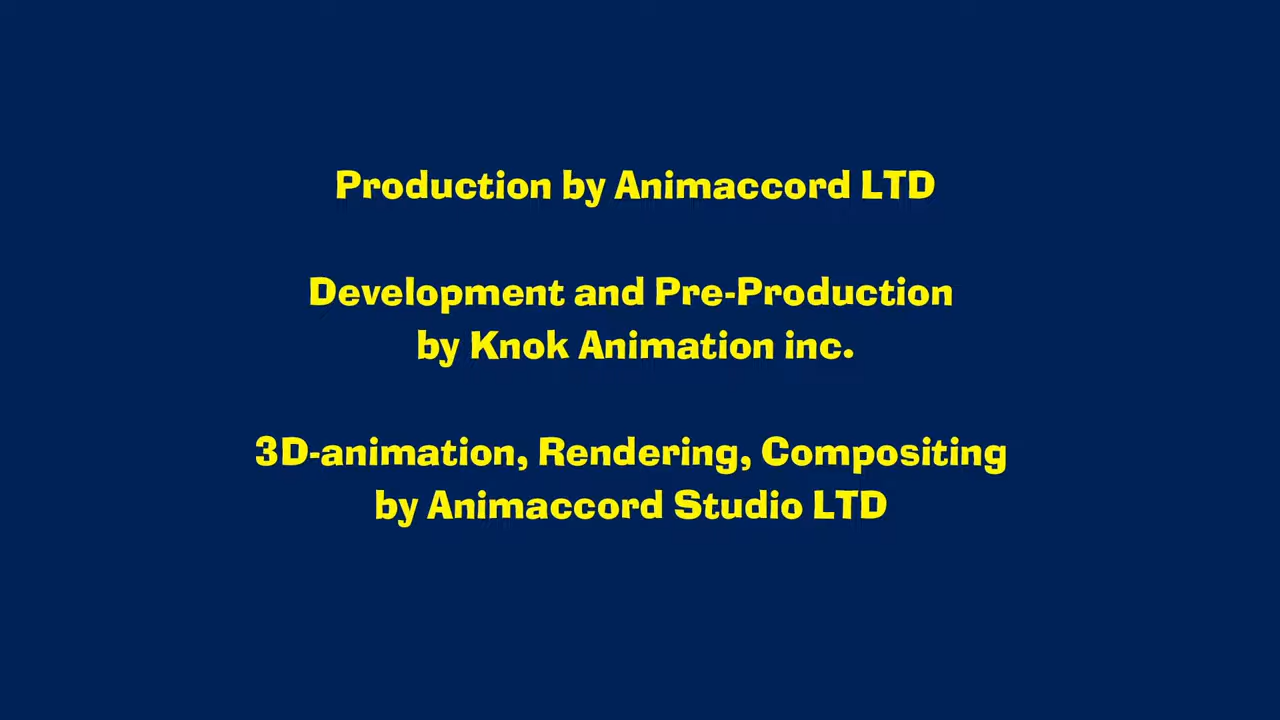 Production by Animaccord LTD
Development and Pre-Production
by Knok Animation inc.
3D-animation, Rendering, Compositing
by Animaccord Studio LTD